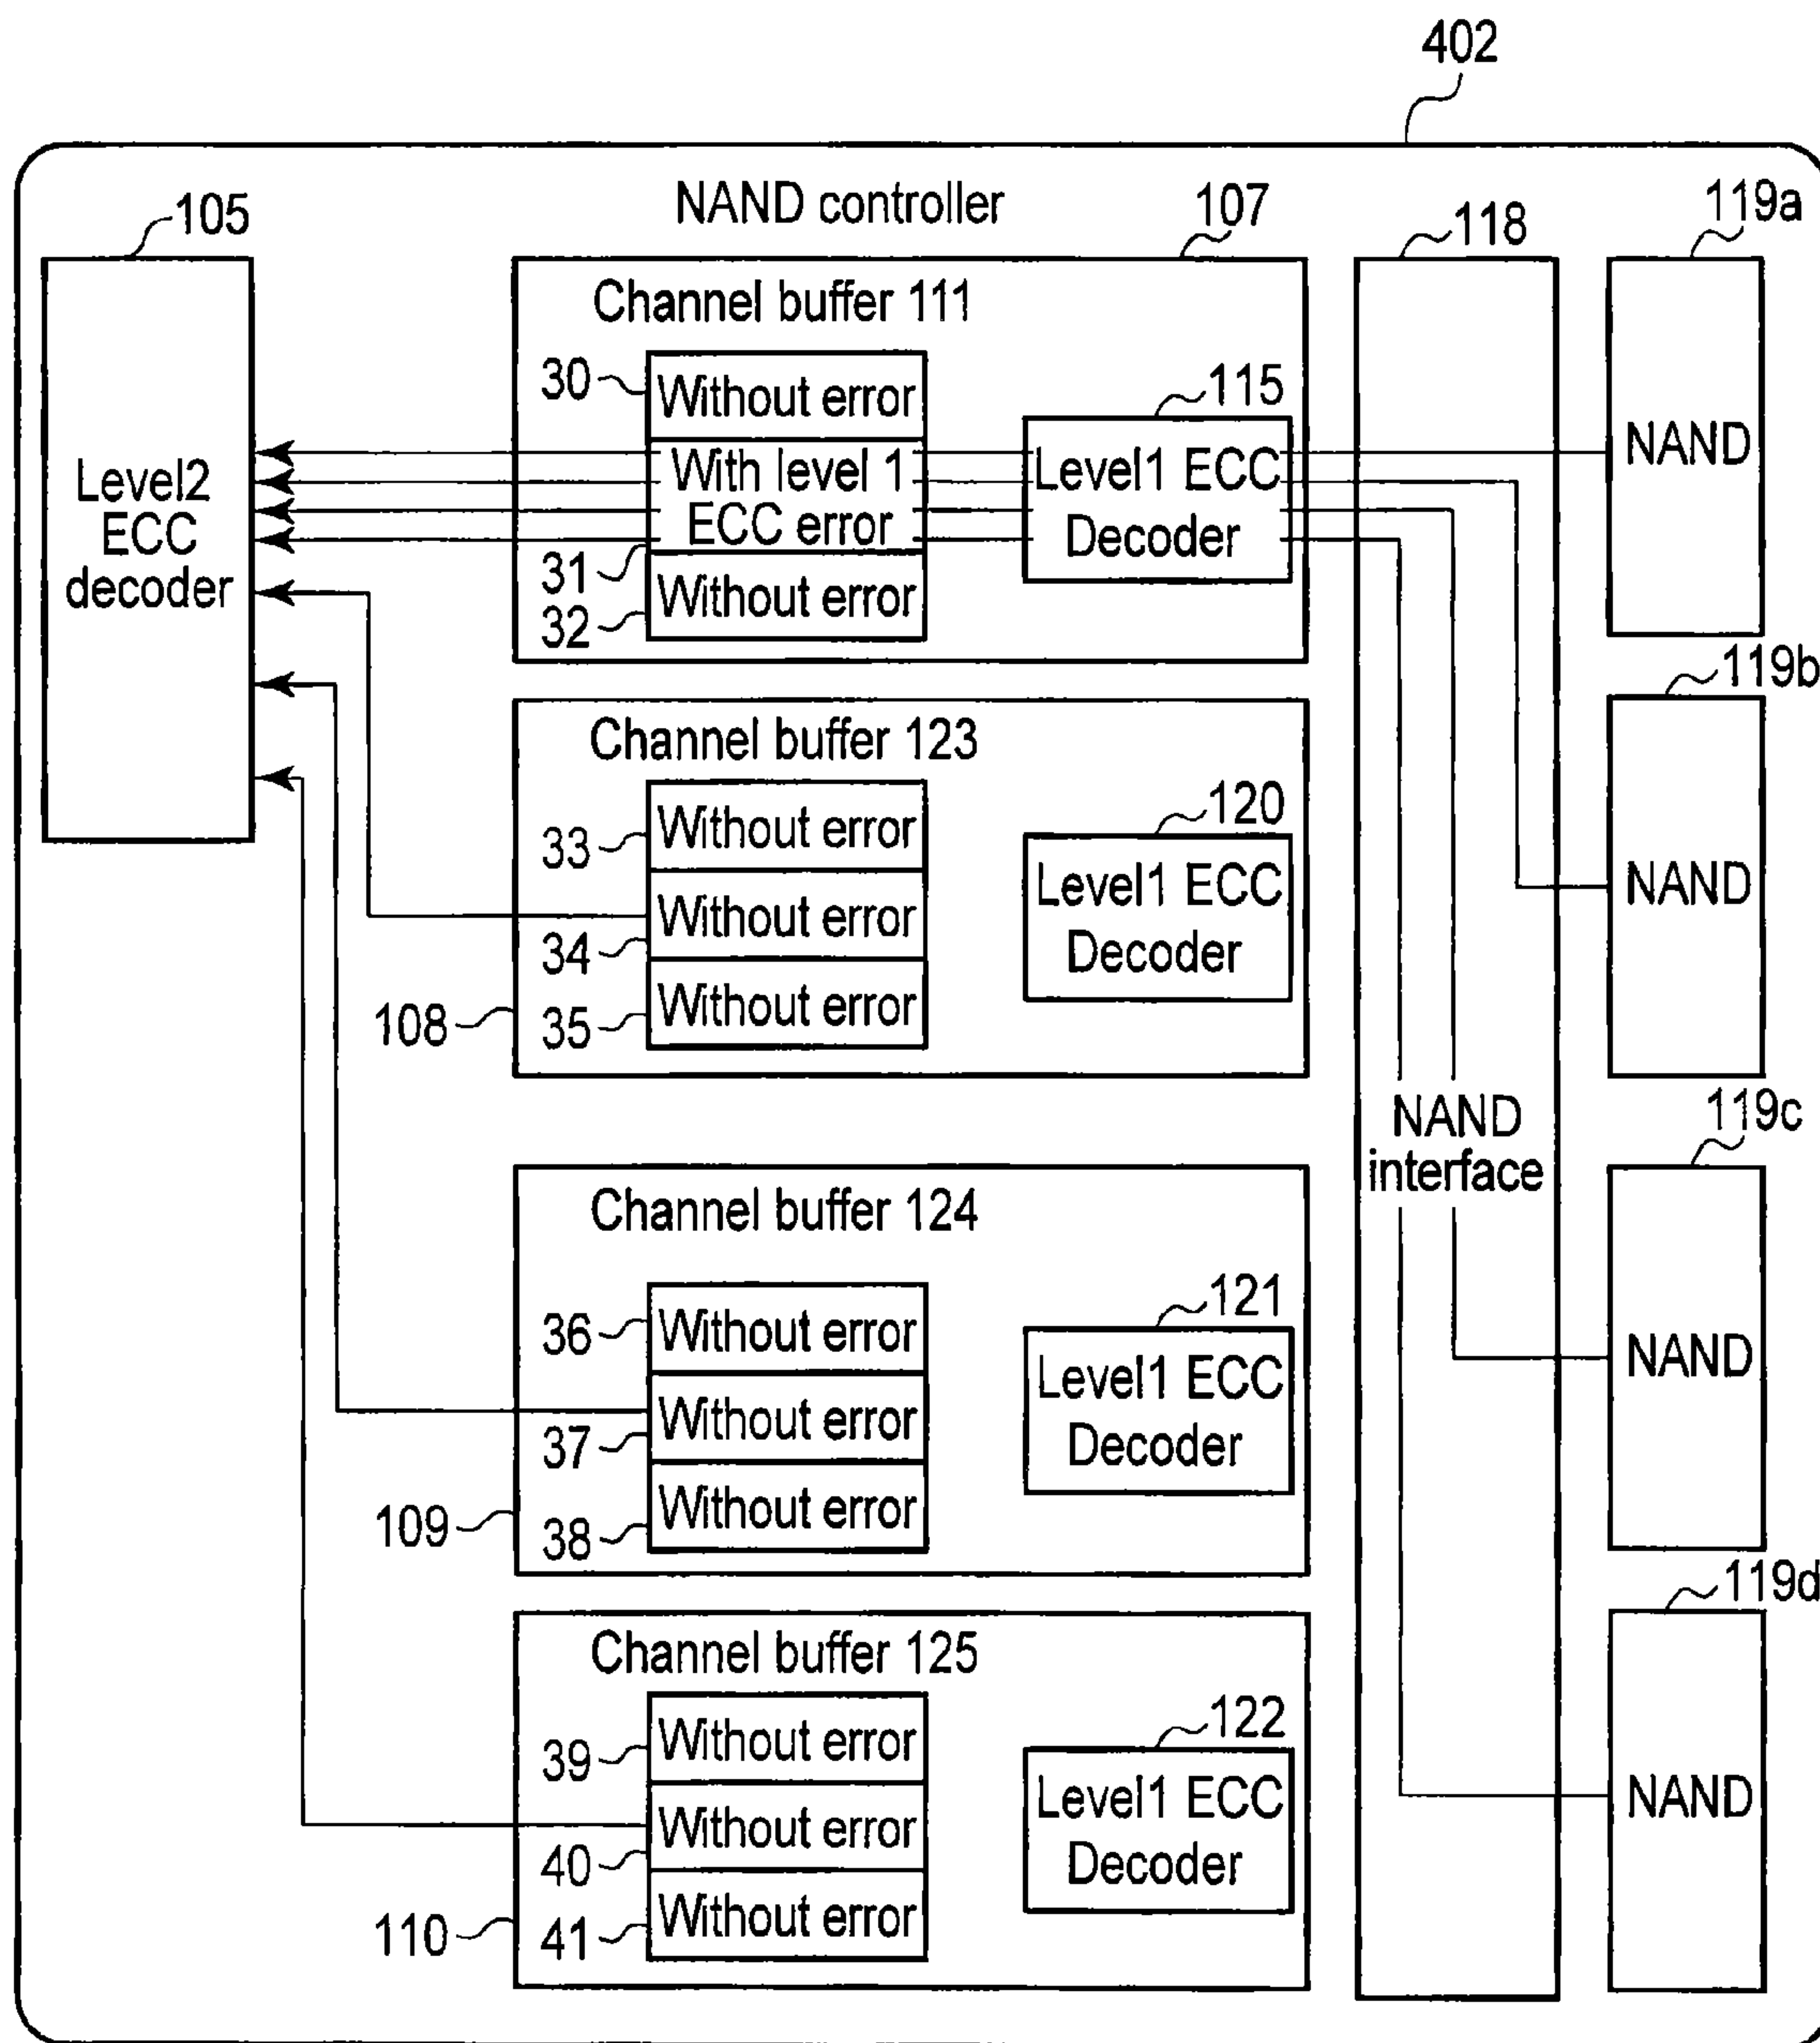 402
NAND controller
105
107
118
119a
Level2
ECC
decoder
Channel buffer 111
30
Without error
With level 1
ECC error
31
Without error
32
115
Level1 ECC
Decoder
NAND
119b
Channel buffer 123
33
Without error
Without error
34
Without error
35
108
120
Level1 ECC
Decoder
NAND
NAND
interface
119c
Channel buffer 124
36
Without error
Without error
37
Without error
38
109
121
Level1 ECC
Decoder
NAND
119d
Channel buffer 125
39
Without error
Without error
40
Without error
41
110
122
Level1 ECC
Decoder
NAND